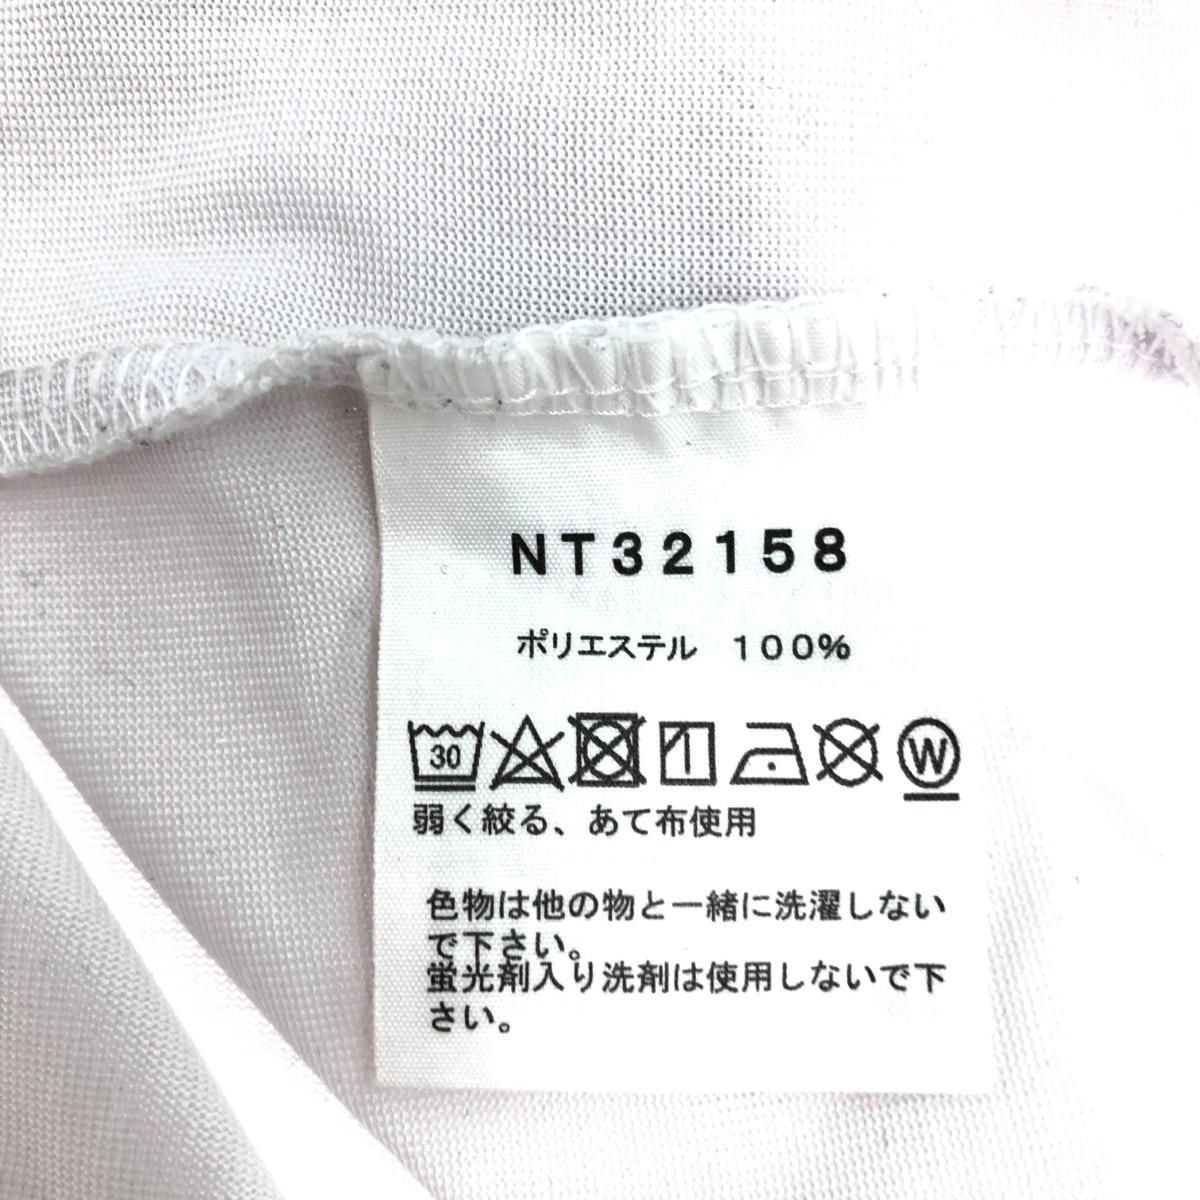 NT32158
ポリエステル 100%
30 W
弱く絞る、あて布使用
色物は他の物と一緒に洗濯しない
で下さい。
蛍光剤入り洗剤は使用しないで下
さい。